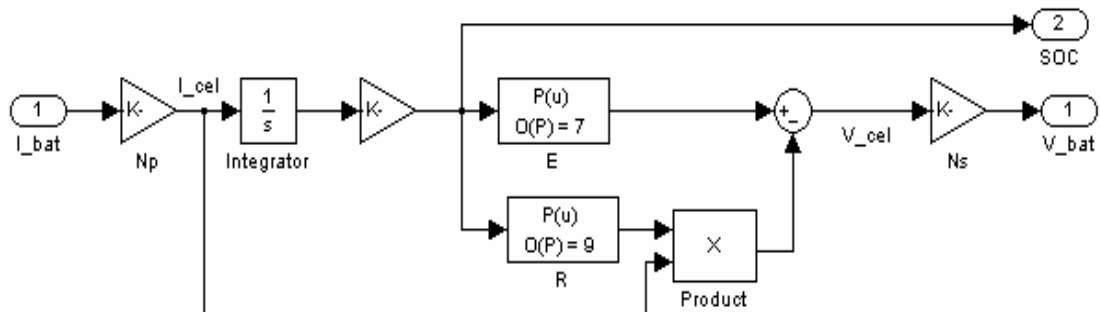 2
SOC
1
I_bat
K-
Np
I_cel
1
s
Integrator
K-
P(u)
O(P) = 7
E
+
-
V_cel
K-
Ns
1
V_bat
P(u)
O(P) = 9
R
X
Product